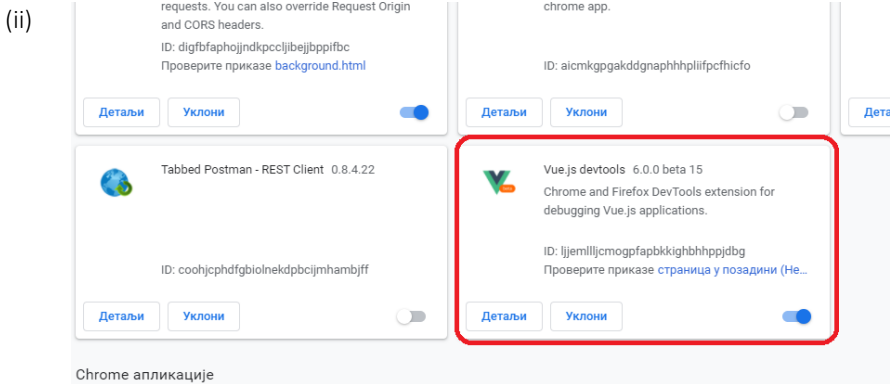 (ii)
requests. You can also override Request Origin
and CORS headers.
ID: digfbfaphojjndkpccljibejjbppifbc
Проверите приказе background.html
Детаљи Уклони
chrome app.
ID: aicmkgpgakddgnaphhhpliifpcfhicfo
Детаљи Уклони
Дета
Tabbed Postman - REST Client 0.8.4.22
ID: coohjcphdfgbiolnekdpbcijmhambjff
Детаљи Уклони
Vue.js devtools 6.0.0 beta 15
Chrome and Firefox DevTools extension for
debugging Vue.js applications.
ID: ljjemllljcmogpfapbkkighbhhppjdbg
Проверите приказе страница у позадини (Не...
Детаљи Уклони
Chrome апликације